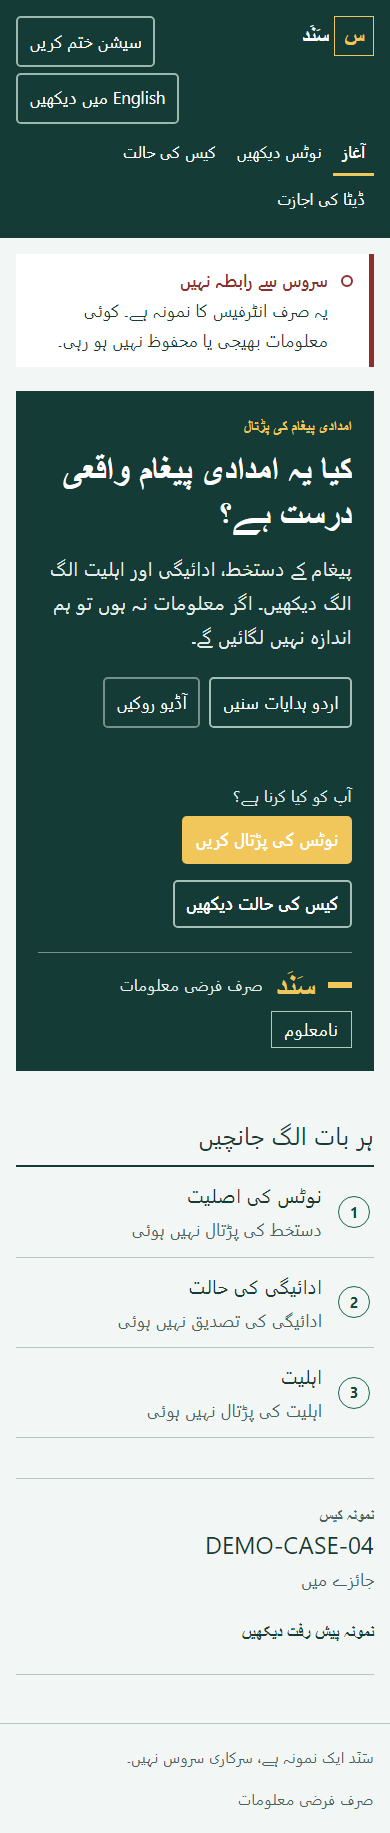 س سَنَد
سیشن ختم کریں
English میں دیکھیں
آغاز نوٹس دیکھیں کیس کی حالت
ڈیٹا کی اجازت
سروس سے رابطہ نہیں
یہ صرف انٹرفیس کا نمونہ ہے۔ کوئی
معلومات بھیجی یا محفوظ نہیں ہو رہی۔
امدادی پیغام کی پڑتال
کیا یہ امدادی پیغام واقعی
درست ہے؟
پیغام کے دستخط، ادائیگی اور اہلیت الگ
الگ دیکھیں۔ اگر معلومات نہ ہوں تو ہم
اندازہ نہیں لگائیں گے۔
اردو ہدایات سنیں آڈیو روکیں
آپ کو کیا کرنا ہے؟
نوٹس کی پڑتال کریں
کیس کی حالت دیکھیں
سَنَد صرف فرضی معلومات
نامعلوم
ہر بات الگ جانچیں
1 نوٹس کی اصلیت
دستخط کی پڑتال نہیں ہوئی
2 ادائیگی کی حالت
ادائیگی کی تصدیق نہیں ہوئی
3 اہلیت
اہلیت کی پڑتال نہیں ہوئی
نمونہ کیس
DEMO-CASE-04
جائزے میں
نمونہ پیش رفت دیکھیں
سَنَد ایک نمونہ ہے، سرکاری سروس نہیں۔
صرف فرضی معلومات